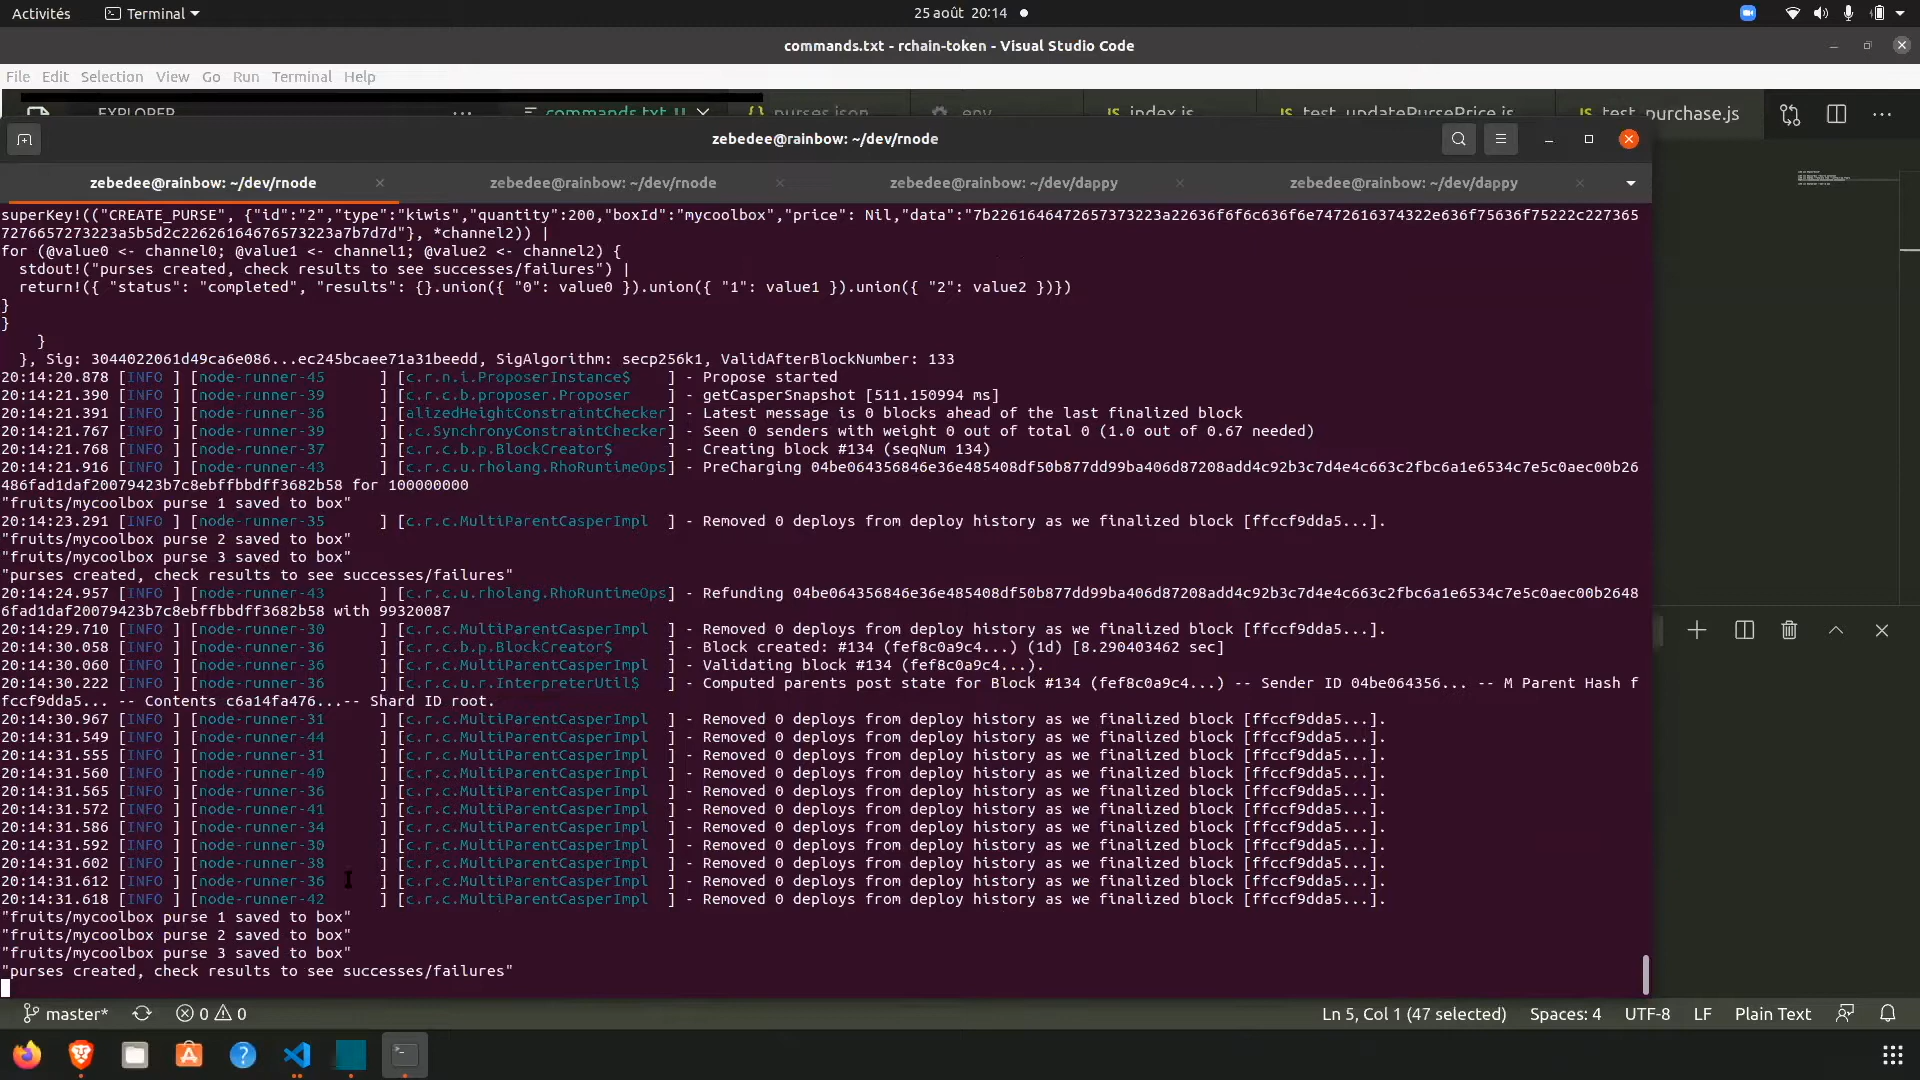 Activités
Terminal
25 août 20:14
commands.txt - rchain-token - Visual Studio Code
File Edit Selection View Go Run Terminal Help
EXPLORER
commands.txt U
purses.json
.env
index.js
test_updatePursePrice.js
test_purchase.js
zebedee@rainbow: ~/dev/rnode
zebedee@rainbow: ~/dev/rnode
zebedee@rainbow: ~/dev/rnode
zebedee@rainbow: ~/dev/dappy
zebedee@rainbow: ~/dev/dappy
superKey!(("CREATE_PURSE", {"id":"2","type":"kiwis","quantity":200,"boxId":"mycoolbox","price": Nil,"data":"7b2261646472657373223a22636f6f6c636f6e7472616374322e636f75636f75222c227365
7276657273223a5b5d2c22626164676573223a7b7d7d"}, *channel2)) |
for (@value0 <- channel0; @value1 <- channel1; @value2 <- channel2) {
stdout!("purses created, check results to see successes/failures") |
return!({ "status": "completed", "results": {}.union({ "0": value0 }).union({ "1": value1 }).union({ "2": value2 })})
}
}
}
}, Sig: 3044022061d49ca6e086...ec245bcaee71a31beedd, SigAlgorithm: secp256k1, ValidAfterBlockNumber: 133
20:14:20.878 [INFO ] [node-runner-45 ] [c.r.n.i.ProposerInstance$ ] - Propose started
20:14:21.390 [INFO ] [node-runner-39 ] [c.r.c.b.proposer.Proposer ] - getCasperSnapshot [511.150994 ms]
20:14:21.391 [INFO ] [node-runner-36 ] [alizedHeightConstraintChecker] - Latest message is 0 blocks ahead of the last finalized block
20:14:21.767 [INFO ] [node-runner-39 ] [.c.SynchronyConstraintChecker] - Seen 0 senders with weight 0 out of total 0 (1.0 out of 0.67 needed)
20:14:21.768 [INFO ] [node-runner-37 ] [c.r.c.b.p.BlockCreator$ ] - Creating block #134 (seqNum 134)
20:14:21.916 [INFO ] [node-runner-43 ] [c.r.c.u.rholang.RhoRuntimeOps] - PreCharging 04be064356846e36e485408df50b877dd99ba406d87208add4c92b3c7d4e4c663c2fbc6a1e6534c7e5c0aec00b26
486fad1daf20079423b7c8ebffbbdff3682b58 for 100000000
"fruits/mycoolbox purse 1 saved to box"
20:14:23.291 [INFO ] [node-runner-35 ] [c.r.c.MultiParentCasperImpl ] - Removed 0 deploys from deploy history as we finalized block [ffccf9dda5...].
"fruits/mycoolbox purse 2 saved to box"
"fruits/mycoolbox purse 3 saved to box"
"purses created, check results to see successes/failures"
20:14:24.957 [INFO ] [node-runner-43 ] [c.r.c.u.rholang.RhoRuntimeOps] - Refunding 04be064356846e36e485408df50b877dd99ba406d87208add4c92b3c7d4e4c663c2fbc6a1e6534c7e5c0aec00b2648
6fad1daf20079423b7c8ebffbbdff3682b58 with 99320087
20:14:29.710 [INFO ] [node-runner-30 ] [c.r.c.MultiParentCasperImpl ] - Removed 0 deploys from deploy history as we finalized block [ffccf9dda5...].
20:14:30.058 [INFO ] [node-runner-36 ] [c.r.c.b.p.BlockCreator$ ] - Block created: #134 (fef8c0a9c4...) (1d) [8.290403462 sec]
20:14:30.060 [INFO ] [node-runner-36 ] [c.r.c.MultiParentCasperImpl ] - Validating block #134 (fef8c0a9c4...).
20:14:30.222 [INFO ] [node-runner-36 ] [c.r.c.u.r.InterpreterUtil$ ] - Computed parents post state for Block #134 (fef8c0a9c4...) -- Sender ID 04be064356... -- M Parent Hash f
fccf9dda5... -- Contents c6a14fa476...-- Shard ID root.
20:14:30.967 [INFO ] [node-runner-31 ] [c.r.c.MultiParentCasperImpl ] - Removed 0 deploys from deploy history as we finalized block [ffccf9dda5...].
20:14:31.549 [INFO ] [node-runner-44 ] [c.r.c.MultiParentCasperImpl ] - Removed 0 deploys from deploy history as we finalized block [ffccf9dda5...].
20:14:31.555 [INFO ] [node-runner-31 ] [c.r.c.MultiParentCasperImpl ] - Removed 0 deploys from deploy history as we finalized block [ffccf9dda5...].
20:14:31.560 [INFO ] [node-runner-40 ] [c.r.c.MultiParentCasperImpl ] - Removed 0 deploys from deploy history as we finalized block [ffccf9dda5...].
20:14:31.565 [INFO ] [node-runner-36 ] [c.r.c.MultiParentCasperImpl ] - Removed 0 deploys from deploy history as we finalized block [ffccf9dda5...].
20:14:31.572 [INFO ] [node-runner-41 ] [c.r.c.MultiParentCasperImpl ] - Removed 0 deploys from deploy history as we finalized block [ffccf9dda5...].
20:14:31.586 [INFO ] [node-runner-34 ] [c.r.c.MultiParentCasperImpl ] - Removed 0 deploys from deploy history as we finalized block [ffccf9dda5...].
20:14:31.592 [INFO ] [node-runner-30 ] [c.r.c.MultiParentCasperImpl ] - Removed 0 deploys from deploy history as we finalized block [ffccf9dda5...].
20:14:31.602 [INFO ] [node-runner-38 ] [c.r.c.MultiParentCasperImpl ] - Removed 0 deploys from deploy history as we finalized block [ffccf9dda5...].
20:14:31.612 [INFO ] [node-runner-36 ] [c.r.c.MultiParentCasperImpl ] - Removed 0 deploys from deploy history as we finalized block [ffccf9dda5...].
20:14:31.618 [INFO ] [node-runner-42 ] [c.r.c.MultiParentCasperImpl ] - Removed 0 deploys from deploy history as we finalized block [ffccf9dda5...].
"fruits/mycoolbox purse 1 saved to box"
"fruits/mycoolbox purse 2 saved to box"
"fruits/mycoolbox purse 3 saved to box"
"purses created, check results to see successes/failures"
master* 0 0 Ln 5, Col 1 (47 selected) Spaces: 4 UTF-8 LF Plain Text